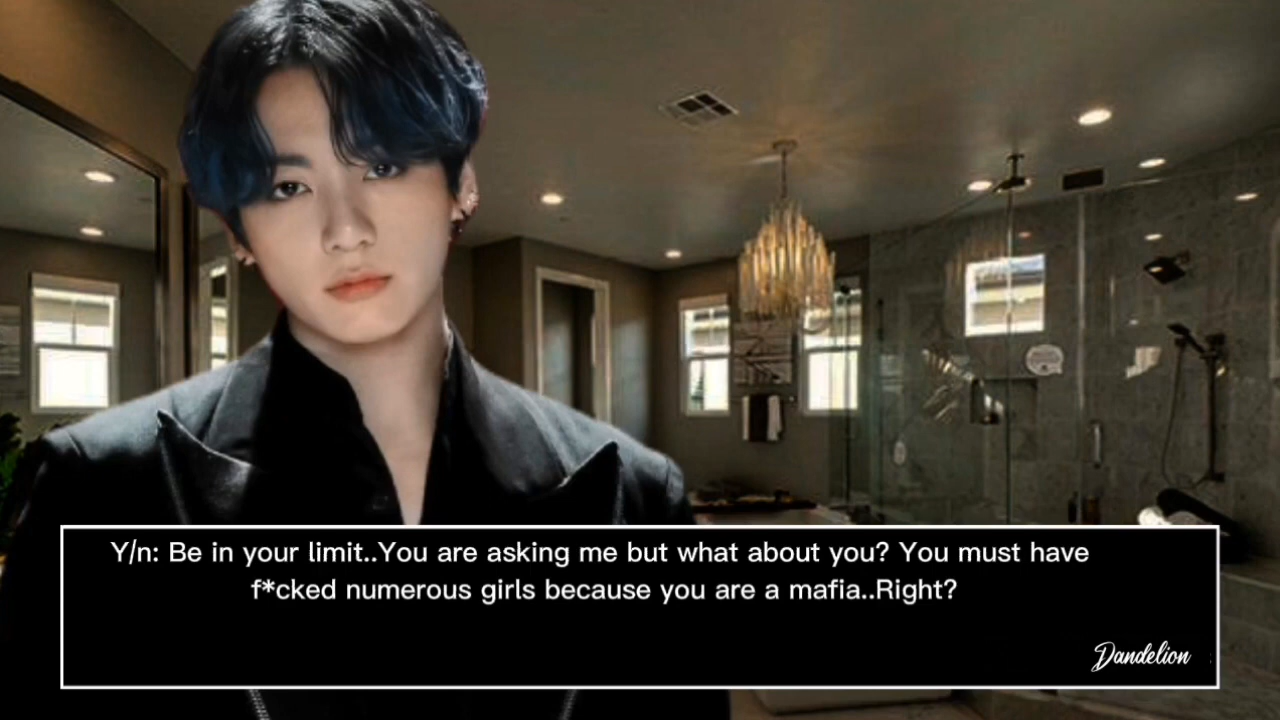 Y/n: Be in your limit..You are asking me but what about you? You must have
f*cked numerous girls because you are a mafia..Right?
Dandelion